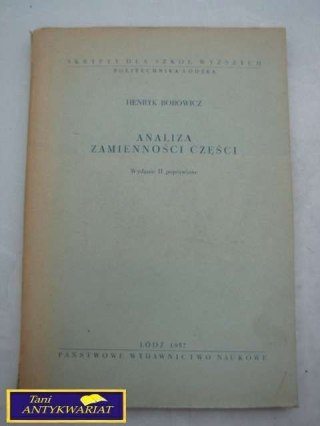 SKRYPTY DLA SZKÓŁ WYŻSZYCH
POLITECHNIKA ŁÓDZKA
HENRYK BOROWICZ
ANALIZA
ZAMIENNOŚCI CZĘŚCI
Wydanie II poprawione
ŁÓDŹ 1957
PAŃSTWOWE WYDAWNICTWO NAUKOWE
Tani
ANTYKWARIAT